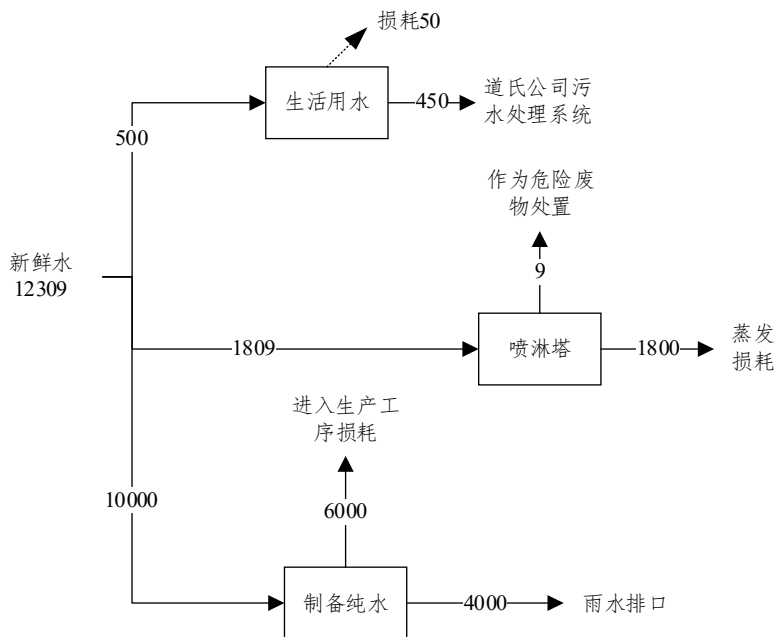 损耗50
生活用水
450
道氏公司污
水处理系统
500
作为危险废
物处置
9
新鲜水
12309
1809
喷淋塔
1800
蒸发
损耗
进入生产工
序损耗
10000
6000
制备纯水
4000
雨水排口